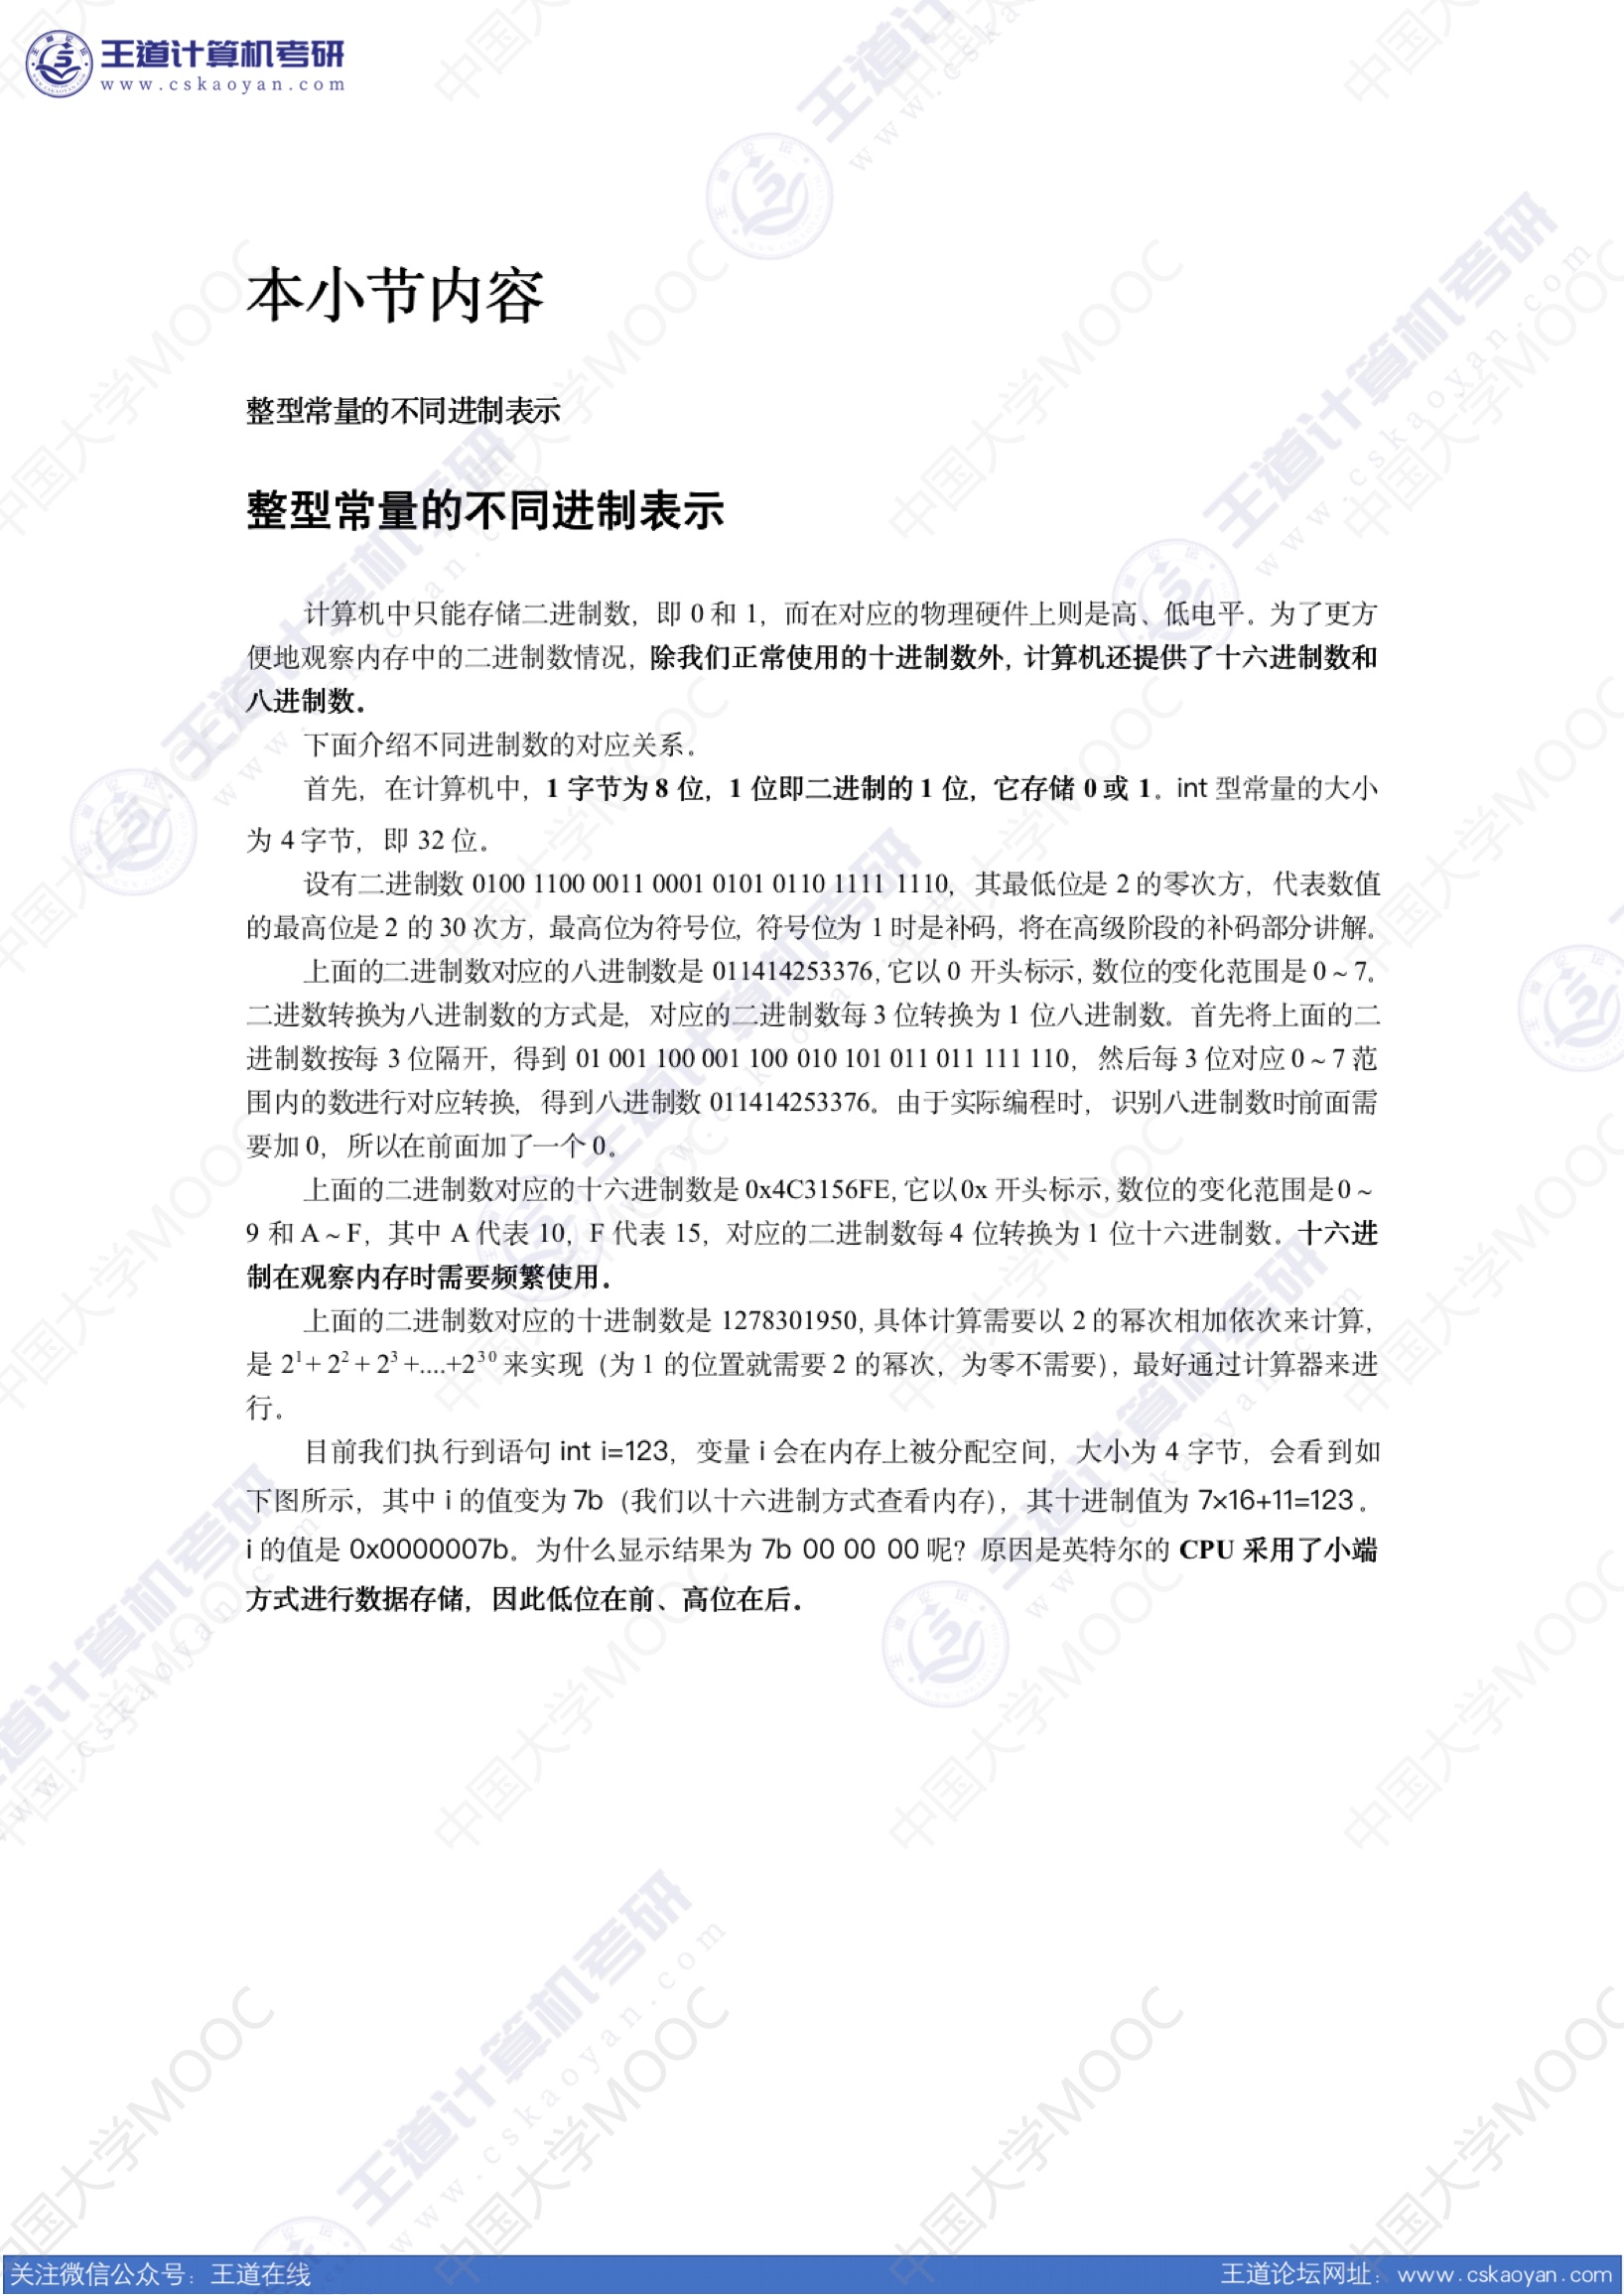 王道计算机考研
www.cskaoyan.com
本小节内容
整型常量的不同进制表示
整型常量的不同进制表示
计算机中只能存储二进制数，即 0 和 1，而在对应的物理硬件上则是高、低电平。为了更方
便地观察内存中的二进制数情况，除我们正常使用的十进制数外，计算机还提供了十六进制数和
八进制数。
下面介绍不同进制数的对应关系。
首先，在计算机中，1 字节为 8 位，1 位即二进制的 1 位，它存储 0 或 1。int 型常量的大小
为 4 字节，即 32 位。
设有二进制数 0100 1100 0011 0001 0101 0110 1111 1110，其最低位是 2 的零次方，代表数值
的最高位是 2 的 30 次方，最高位为符号位，符号位为 1 时是补码，将在高级阶段的补码部分讲解。
上面的二进制数对应的八进制数是 011414253376，它以 0 开头标示，数位的变化范围是 0 ~ 7。
二进数转换为八进制数的方式是，对应的二进制数每 3 位转换为 1 位八进制数。首先将上面的二
进制数按每 3 位隔开，得到 01 001 100 001 100 010 101 011 011 111 110，然后每 3 位对应 0 ~ 7 范
围内的数进行对应转换，得到八进制数 011414253376。由于实际编程时，识别八进制数时前面需
要加 0，所以在前面加了一个 0。
上面的二进制数对应的十六进制数是 0x4C3156FE，它以 0x 开头标示，数位的变化范围是 0 ~
9 和 A ~ F，其中 A 代表 10，F 代表 15，对应的二进制数每 4 位转换为 1 位十六进制数。十六进
制在观察内存时需要频繁使用。
上面的二进制数对应的十进制数是 1278301950，具体计算需要以 2 的幂次相加依次来计算，
是 2¹+ 2² + 2³ +....+2³⁰ 来实现（为 1 的位置就需要 2 的幂次，为零不需要），最好通过计算器来进
行。
目前我们执行到语句 int i=123，变量 i 会在内存上被分配空间，大小为 4 字节，会看到如
下图所示，其中 i 的值变为 7b（我们以十六进制方式查看内存），其十进制值为 7×16+11=123 。
i 的值是 0x0000007b。为什么显示结果为 7b 00 00 00 呢？原因是英特尔的 CPU 采用了小端
方式进行数据存储，因此低位在前、高位在后。
关注微信公众号：王道在线
王道论坛网址：www.cskaoyan.com